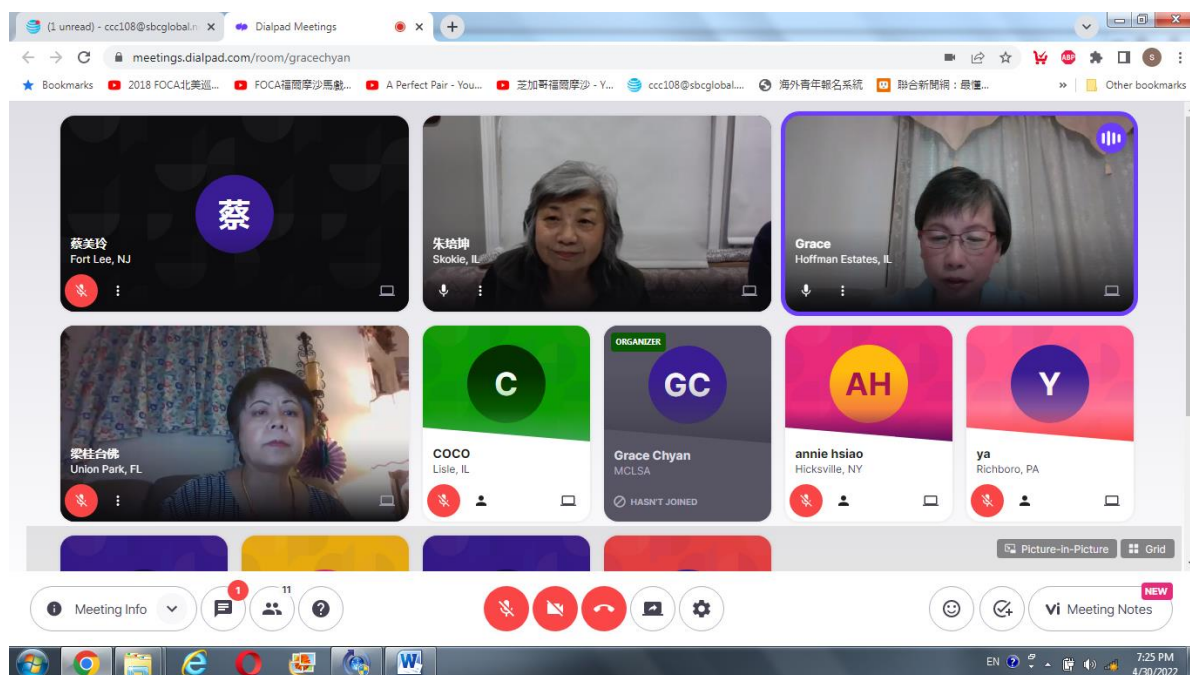 (1 unread) - ccc108@sbcglobal.n
Dialpad Meetings
meetings.dialpad.com/room/gracechyan
ABP
S
Bookmarks
2018 FOCA北美巡...
FOCA福爾摩沙馬戲...
A Perfect Pair - You...
芝加哥福爾摩沙 - Y...
ccc108@sbcglobal....
海外青年報名系統
聯合新聞網：最懂...
»
Other bookmarks
蔡
蔡美玲
Fort Lee, NJ
朱培坤
Skokie, IL
Grace
Hoffman Estates, IL
梁桂台佛
Union Park, FL
C
COCO
Lisle, IL
ORGANIZER
GC
Grace Chyan
MCLSA
HASN'T JOINED
AH
annie hsiao
Hicksville, NY
Y
ya
Richboro, PA
Picture-in-Picture
Grid
Meeting Info
1
11
NEW
Vi Meeting Notes
EN
7:25 PM
4/30/2022